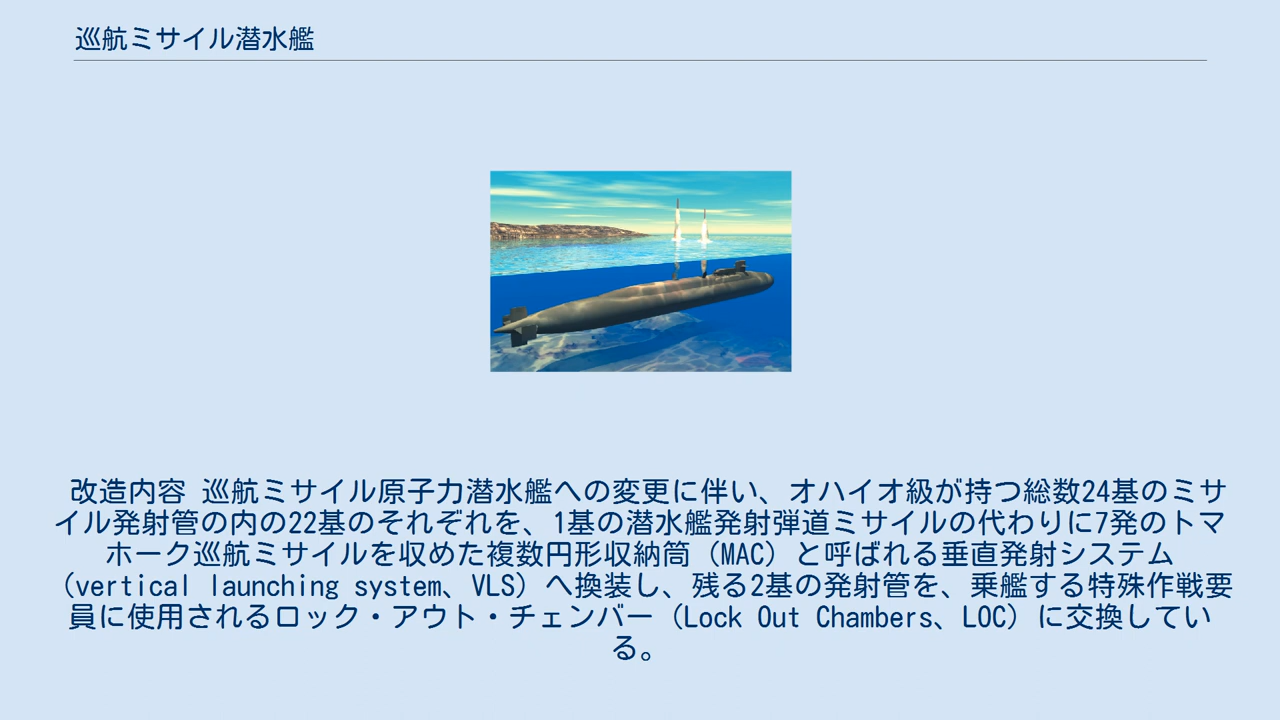 巡航ミサイル潜水艦
改造内容 巡航ミサイル原子力潜水艦への変更に伴い、オハイオ級が持つ総数24基のミサ
イル発射管の内の22基のそれぞれを、1基の潜水艦発射弾道ミサイルの代わりに7発のトマ
ホーク巡航ミサイルを収めた複数円形収納筒（MAC）と呼ばれる垂直発射システム
（vertical launching system、VLS）へ換装し、残る2基の発射管を、乗艦する特殊作戦要
員に使用されるロック・アウト・チェンバー（Lock Out Chambers、LOC）に交換してい
る。